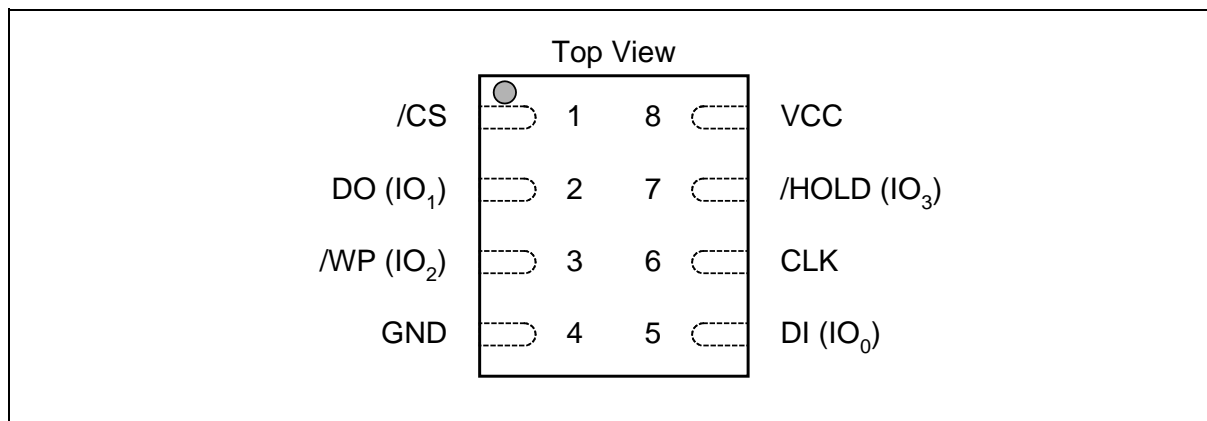 Top View
/CS 1 8 VCC
DO (IO₁) 2 7 /HOLD (IO₃)
/WP (IO₂) 3 6 CLK
GND 4 5 DI (IO₀)